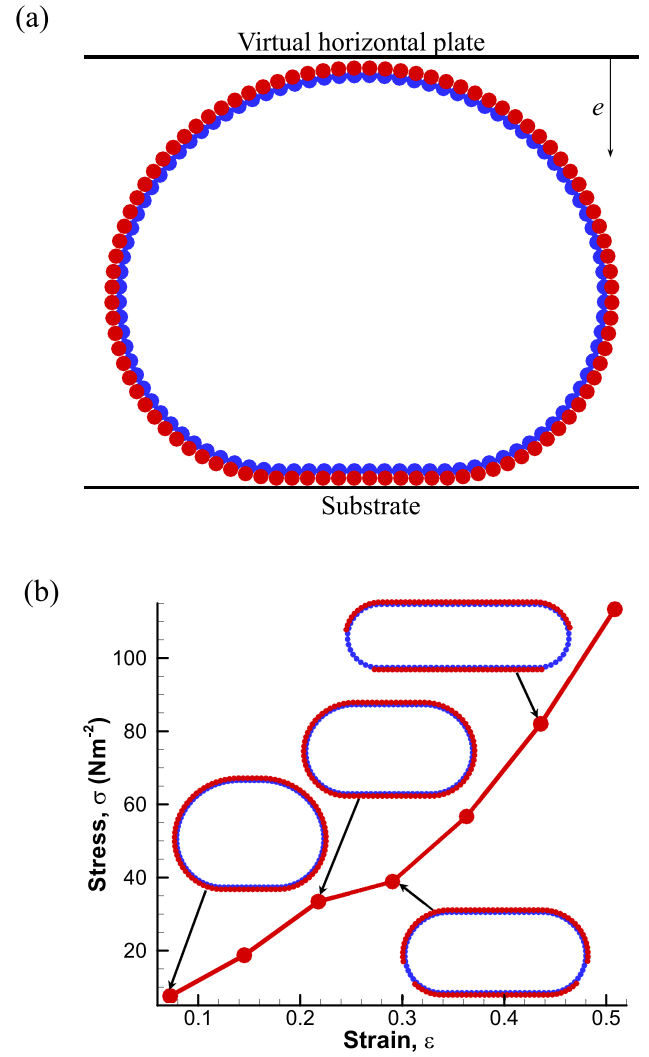 (a)
Virtual horizontal plate
e
Substrate
(b)
100
80
60
40
20
Stress, σ (Nm⁻²)
0.1 0.2 0.3 0.4 0.5
Strain, ε